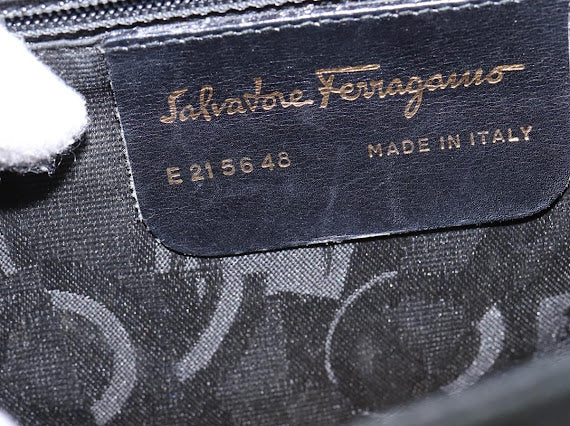 Salvatore Ferragamo
E 21 56 48 MADE IN ITALY